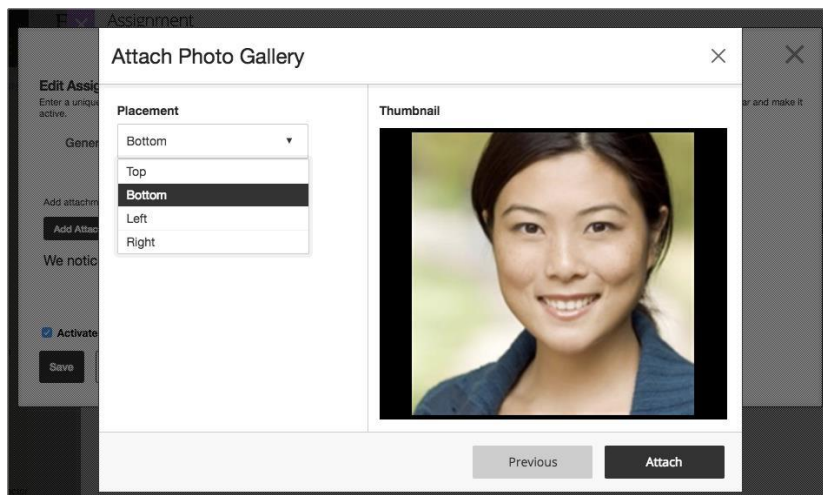 Assignment
Attach Photo Gallery
Edit Assig
Enter a unique
active.
ar and make it
Gener
Add attachm
Add Attac
We notic
Activate
Save
Placement
Bottom
Top
Bottom
Left
Right
Thumbnail
Previous
Attach